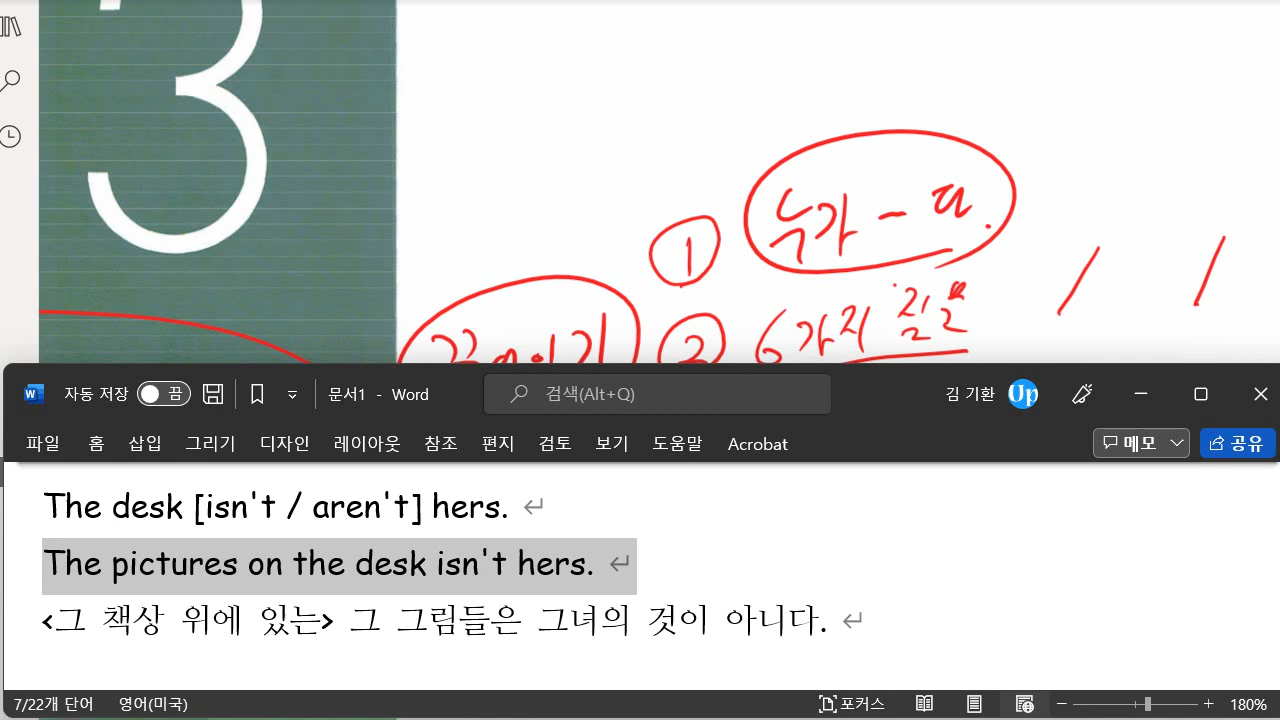 3
① 누가 - 다.
② 6가지 질문
자동 저장 끔 문서1 - Word 검색(Alt+Q) 김 기환 Up
파일 홈 삽입 그리기 디자인 레이아웃 참조 편지 검토 보기 도움말 Acrobat 메모 공유
The desk [isn't / aren't] hers.
The pictures on the desk isn't hers.
<그 책상 위에 있는> 그 그림들은 그녀의 것이 아니다.
7/22개 단어 영어(미국) 포커스 180%